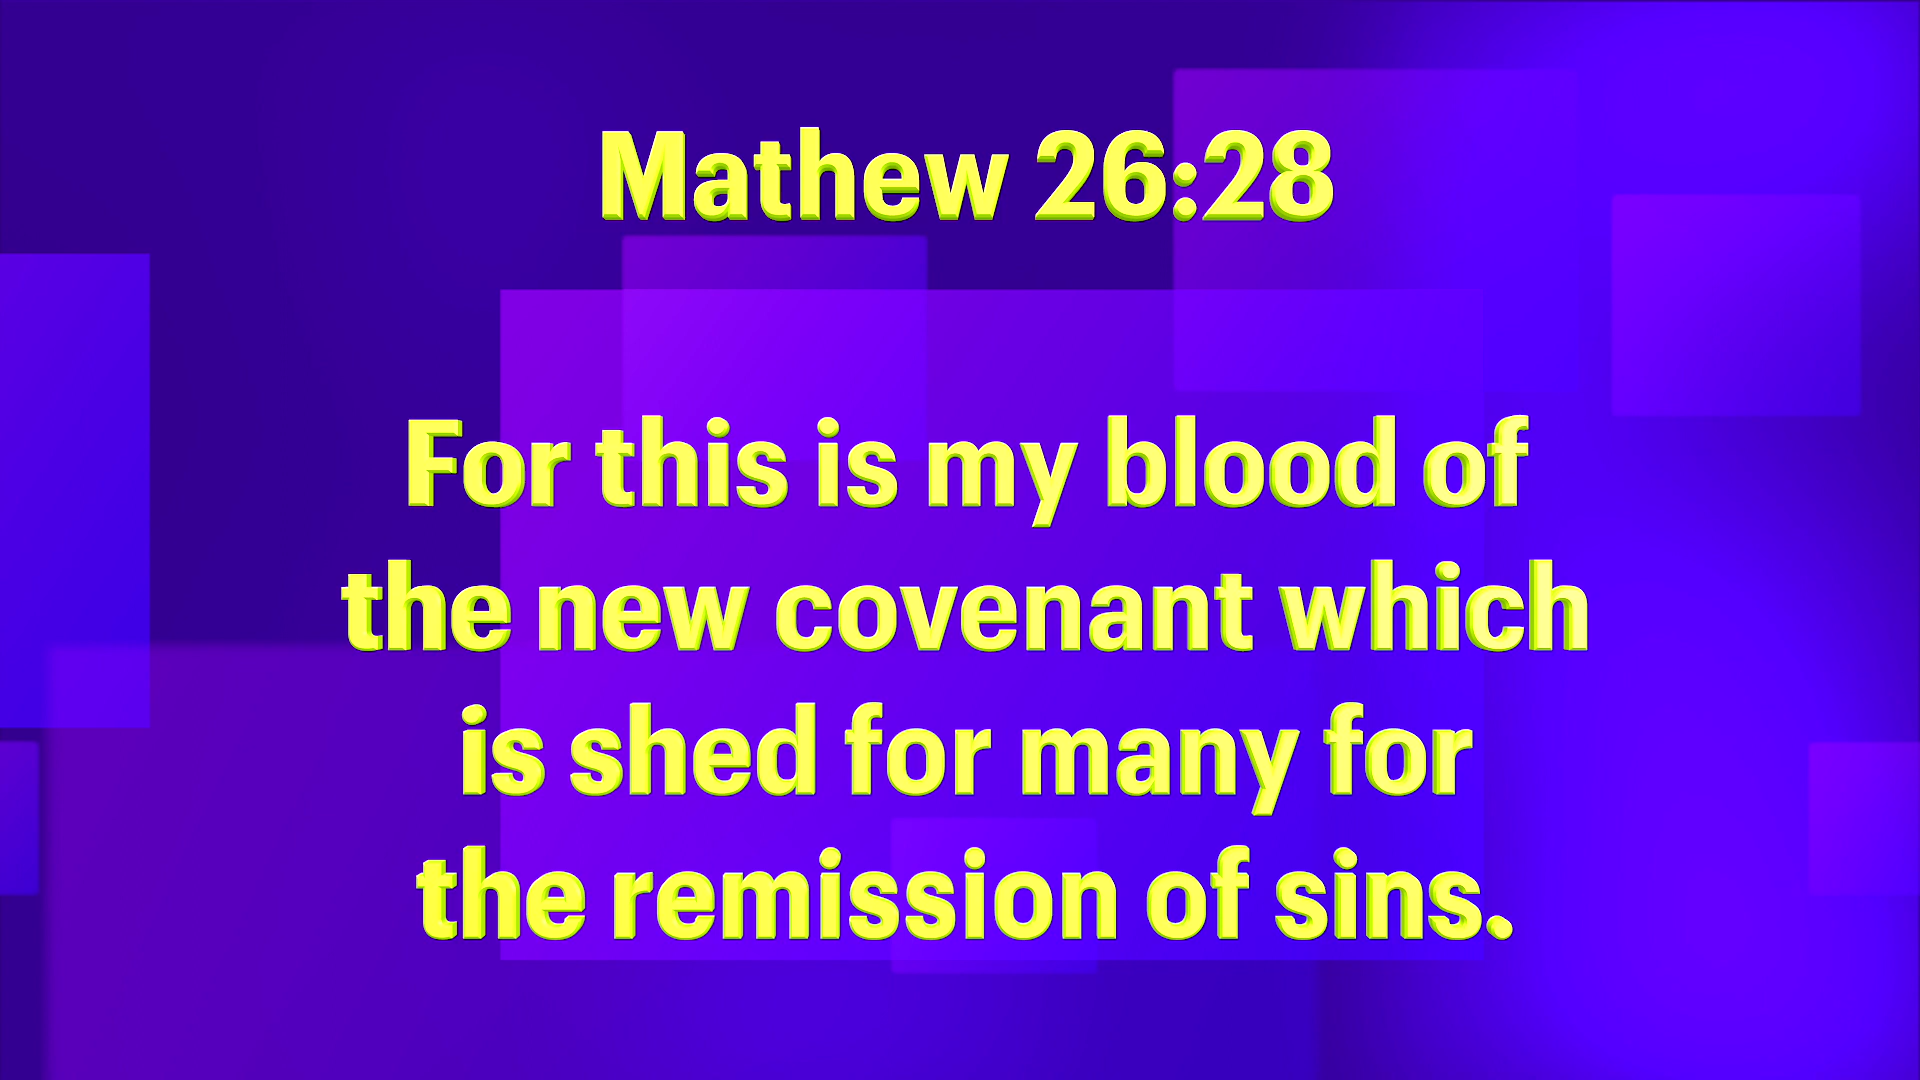 Mathew 26:28
For this is my blood of
the new covenant which
is shed for many for
the remission of sins.